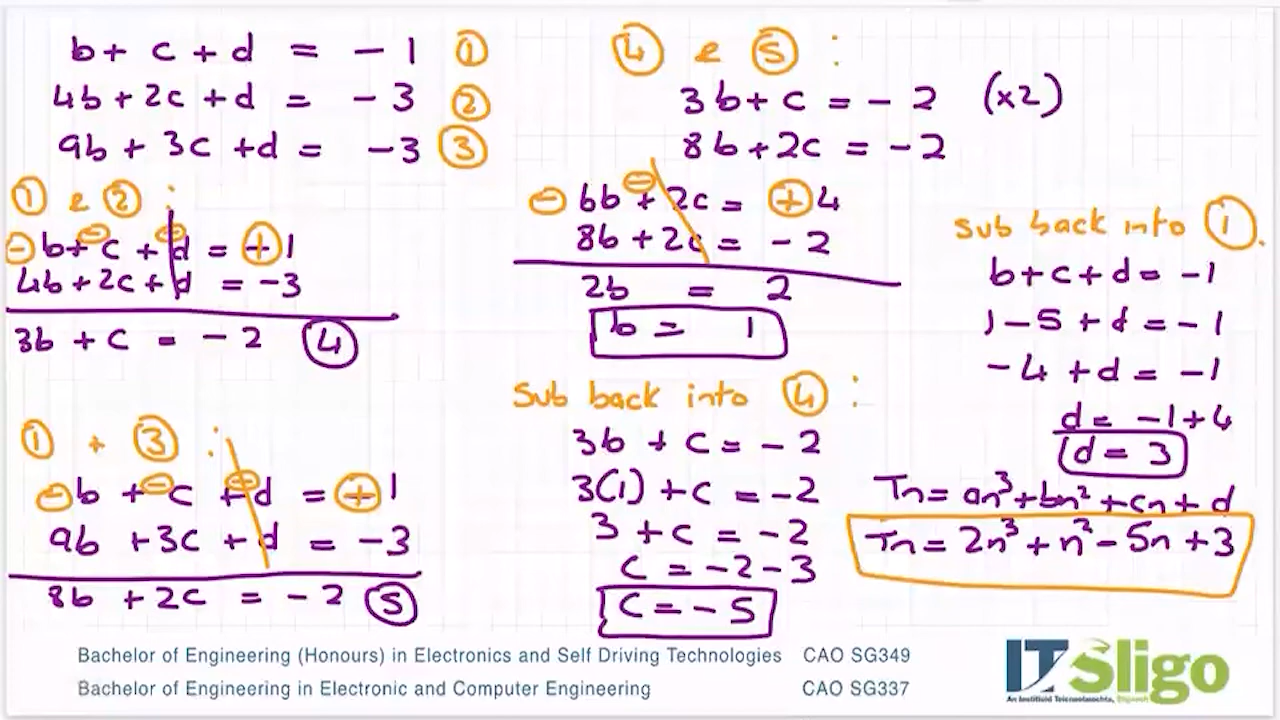 b + c + d = - 1 ①
4b + 2c + d = - 3 ②
9b + 3c + d = - 3 ③
① & ② :
⊖ b + ⊖ c + ⊖ d = ⊕ 1
4b + 2c + d = - 3
3b + c = - 2 ④
① + ③ :
⊖ b + ⊖ c + ⊖ d = ⊕ 1
9b + 3c + d = - 3
8b + 2c = - 2 ⑤
④ & ⑤ :
3b + c = - 2 (x2)
8b + 2c = - 2
⊖ 6b ⊖ + 2c = ⊕ 4
8b + 2c = - 2
2b = 2
b = 1
Sub back into ④ :
3b + c = - 2
3(1) + c = - 2
3 + c = - 2
c = - 2 - 3
c = - 5
sub back into ①.
b + c + d = - 1
1 - 5 + d = - 1
- 4 + d = - 1
d = - 1 + 4
d = 3
Tn = an³ + bn² + cn + d
Tn = 2n³ + n² - 5n + 3
Bachelor of Engineering (Honours) in Electronics and Self Driving Technologies CAO SG349
Bachelor of Engineering in Electronic and Computer Engineering CAO SG337
IT Sligo
An Institiúid Teicneolaíochta, Sligeach